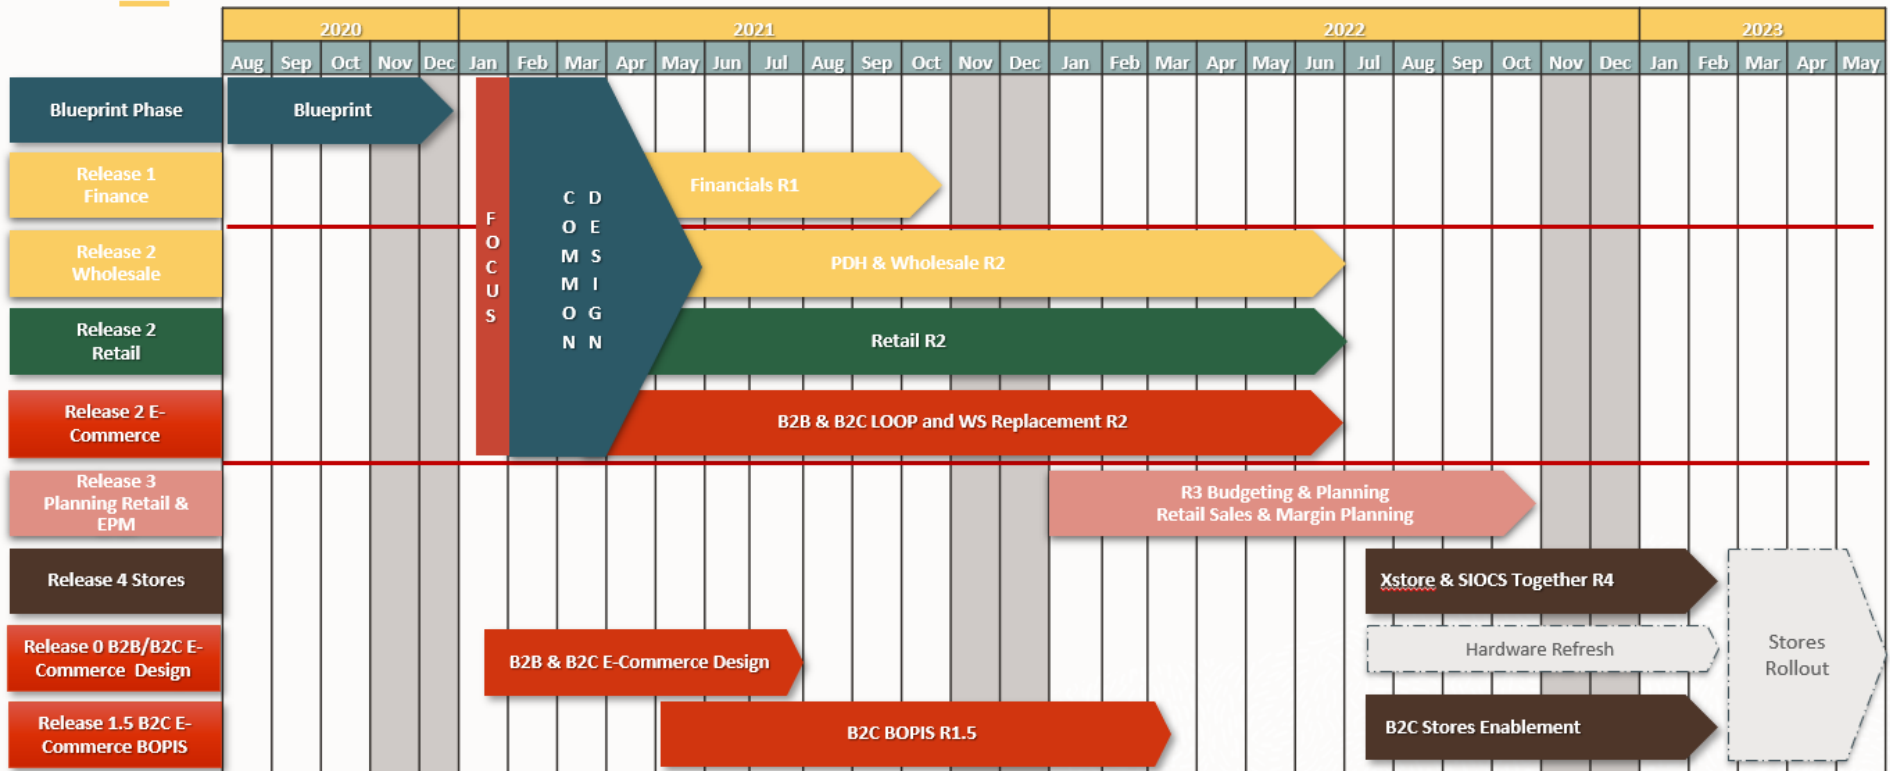 2020 2021 2022 2023
Aug Sep Oct Nov Dec Jan Feb Mar Apr May Jun Jul Aug Sep Oct Nov Dec Jan Feb Mar Apr May Jun Jul Aug Sep Oct Nov Dec Jan Feb Mar Apr May
Blueprint Phase
Blueprint
FOCUS
COMMON
DESIGN
Release 1
Finance
Financials R1
Release 2
Wholesale
PDH & Wholesale R2
Release 2
Retail
Retail R2
Release 2 E-
Commerce
B2B & B2C LOOP and WS Replacement R2
Release 3
Planning Retail &
EPM
R3 Budgeting & Planning
Retail Sales & Margin Planning
Release 4 Stores
Xstore & SIOCS Together R4
Hardware Refresh
Stores
Rollout
Release 0 B2B/B2C E-
Commerce Design
B2B & B2C E-Commerce Design
Release 1.5 B2C E-
Commerce BOPIS
B2C BOPIS R1.5
B2C Stores Enablement